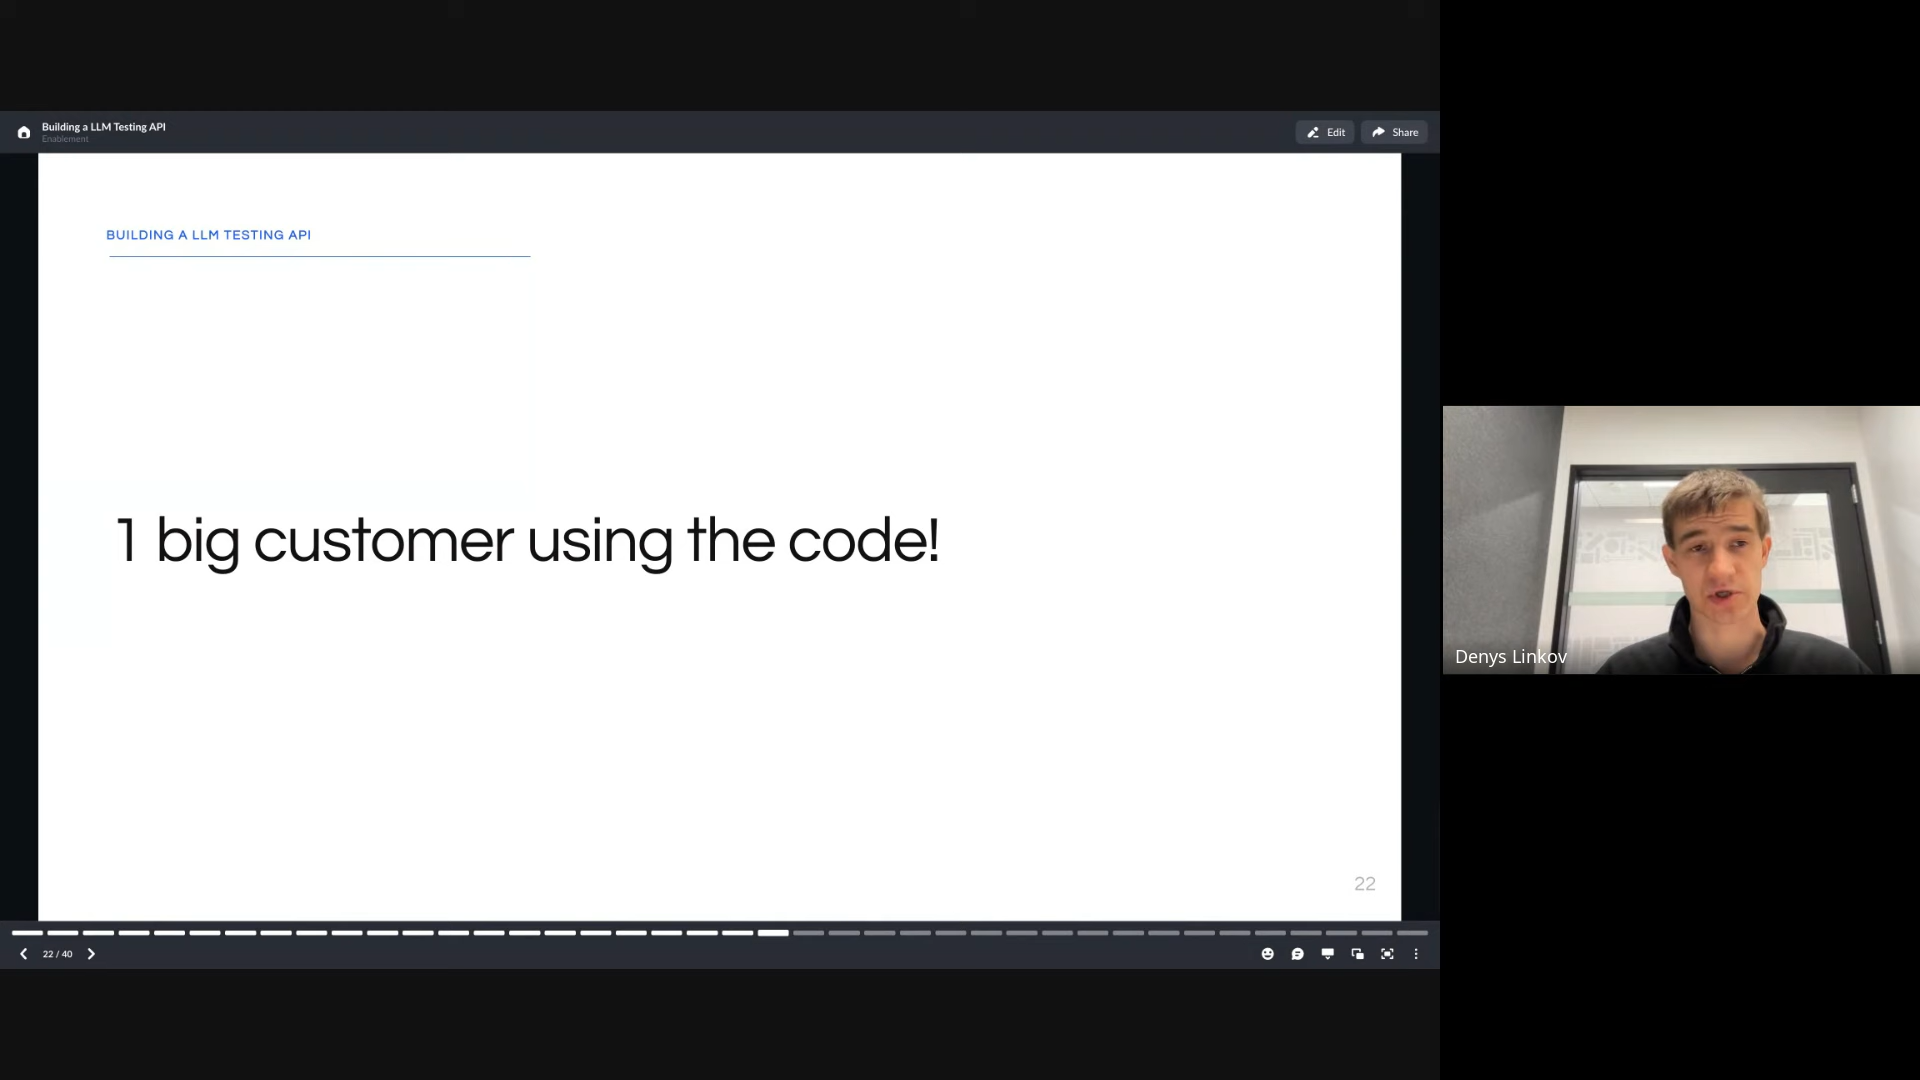 Building a LLM Testing API
Enablement
Edit
Share
BUILDING A LLM TESTING API
1 big customer using the code!
22
22 / 40
Denys Linkov